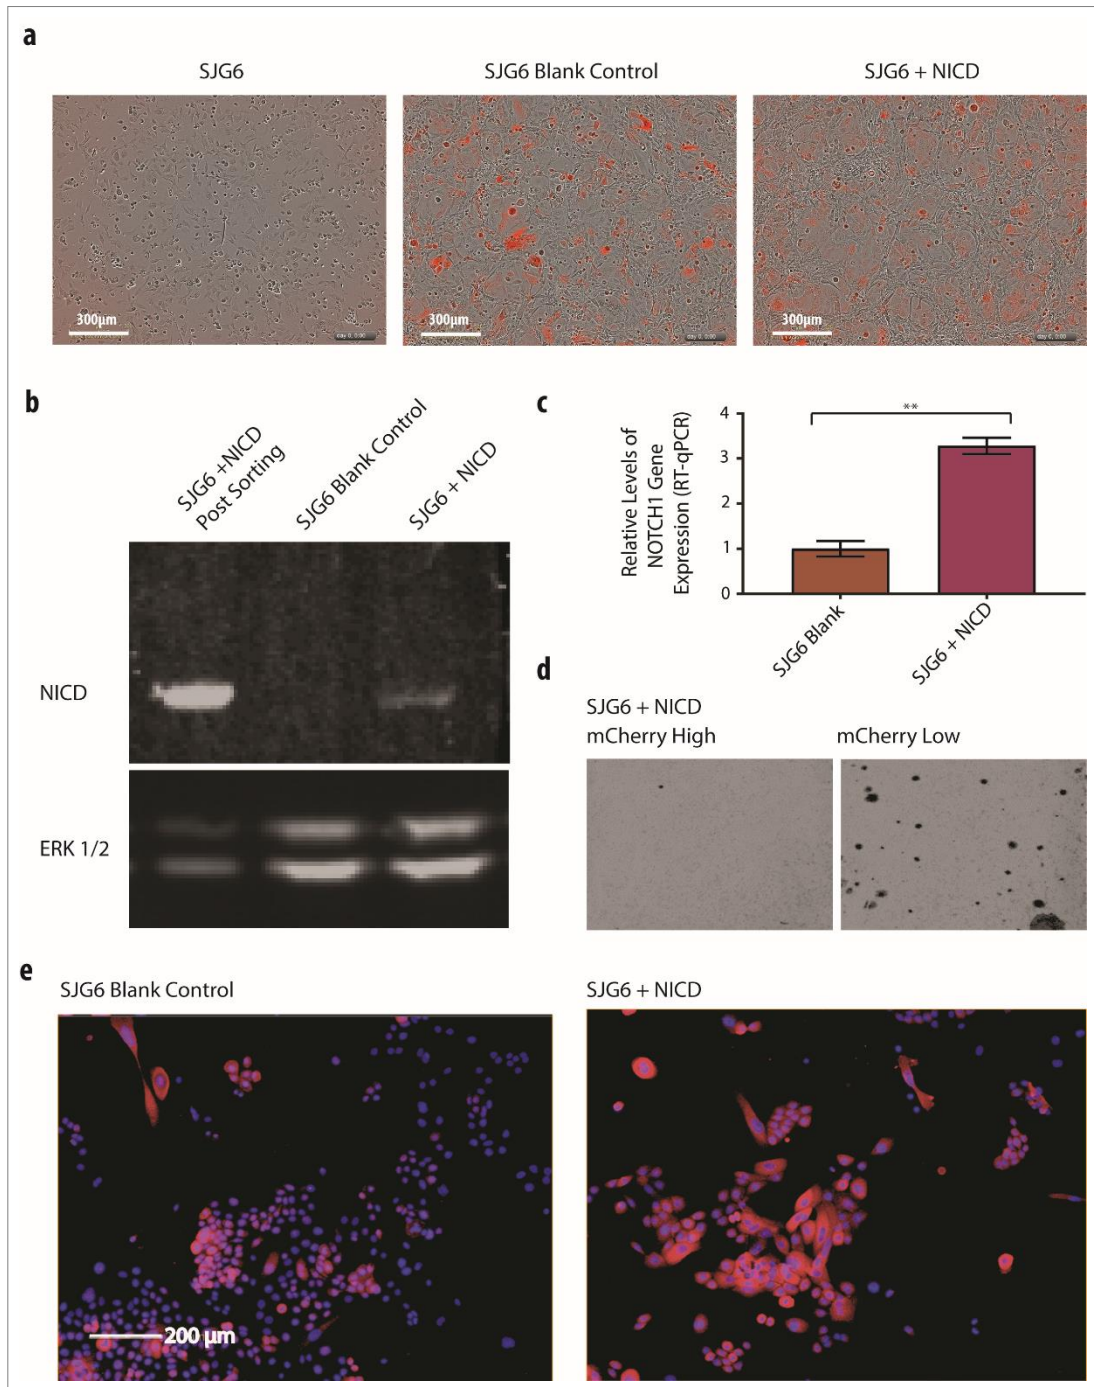 a
SJG6
SJG6 Blank Control
SJG6 + NICD
300μm
300μm
300μm
b
SJG6 +NICD
Post Sorting
SJG6 Blank Control
SJG6 + NICD
NICD
ERK 1/2
c
Relative Levels of
NOTCH1 Gene
Expression (RT-qPCR)
4
3
2
1
0
**
SJG6 Blank
SJG6 + NICD
d
SJG6 + NICD
mCherry High
mCherry Low
e
SJG6 Blank Control
SJG6 + NICD
200 μm